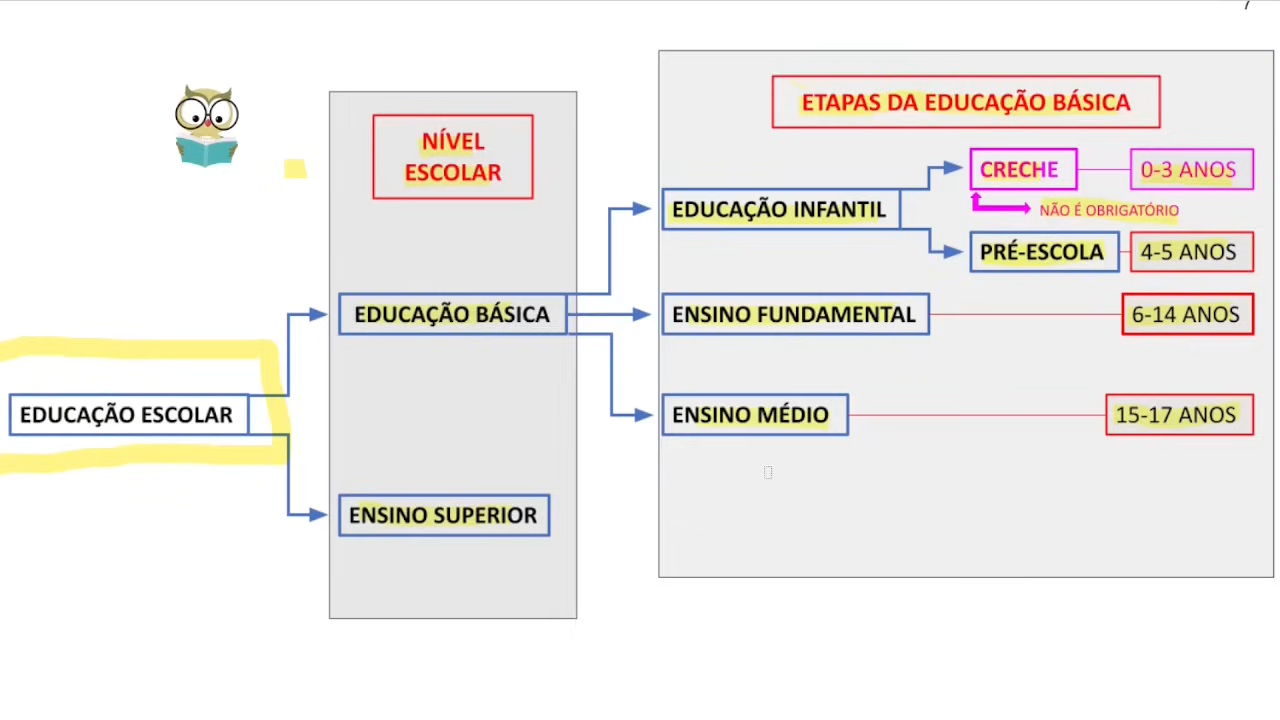 7
NÍVEL
ESCOLAR
ETAPAS DA EDUCAÇÃO BÁSICA
CRECHE
0-3 ANOS
NÃO É OBRIGATÓRIO
EDUCAÇÃO INFANTIL
PRÉ-ESCOLA
4-5 ANOS
EDUCAÇÃO BÁSICA
ENSINO FUNDAMENTAL
6-14 ANOS
EDUCAÇÃO ESCOLAR
ENSINO MÉDIO
15-17 ANOS
ENSINO SUPERIOR